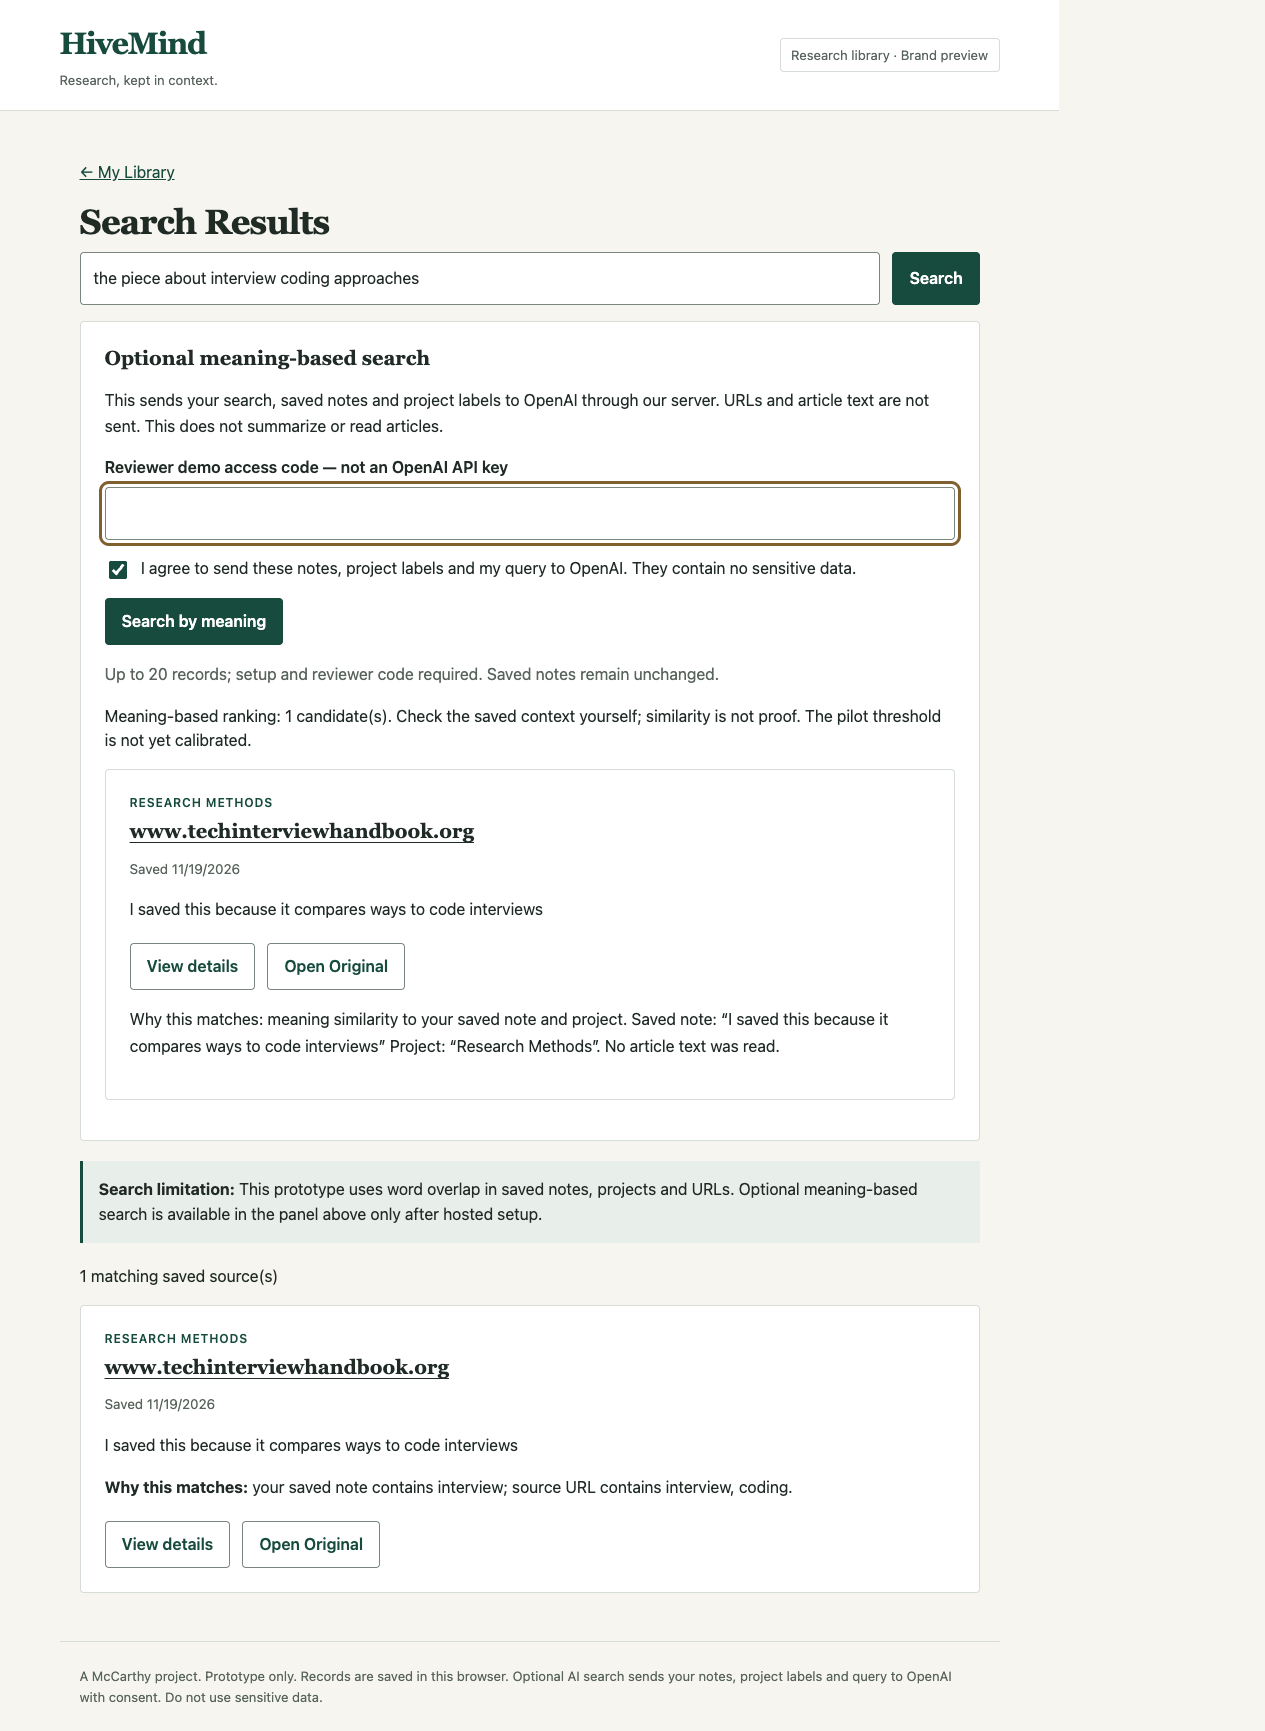 HiveMind
Research, kept in context.
Research library · Brand preview
← My Library
Search Results
the piece about interview coding approaches
Search
Optional meaning-based search
This sends your search, saved notes and project labels to OpenAI through our server. URLs and article text are not
sent. This does not summarize or read articles.
Reviewer demo access code — not an OpenAI API key
I agree to send these notes, project labels and my query to OpenAI. They contain no sensitive data.
Search by meaning
Up to 20 records; setup and reviewer code required. Saved notes remain unchanged.
Meaning-based ranking: 1 candidate(s). Check the saved context yourself; similarity is not proof. The pilot threshold
is not yet calibrated.
RESEARCH METHODS
www.techinterviewhandbook.org
Saved 11/19/2026
I saved this because it compares ways to code interviews
View details
Open Original
Why this matches: meaning similarity to your saved note and project. Saved note: “I saved this because it
compares ways to code interviews” Project: “Research Methods”. No article text was read.
Search limitation: This prototype uses word overlap in saved notes, projects and URLs. Optional meaning-based
search is available in the panel above only after hosted setup.
1 matching saved source(s)
RESEARCH METHODS
www.techinterviewhandbook.org
Saved 11/19/2026
I saved this because it compares ways to code interviews
Why this matches: your saved note contains interview; source URL contains interview, coding.
View details
Open Original
A McCarthy project. Prototype only. Records are saved in this browser. Optional AI search sends your notes, project labels and query to OpenAI
with consent. Do not use sensitive data.